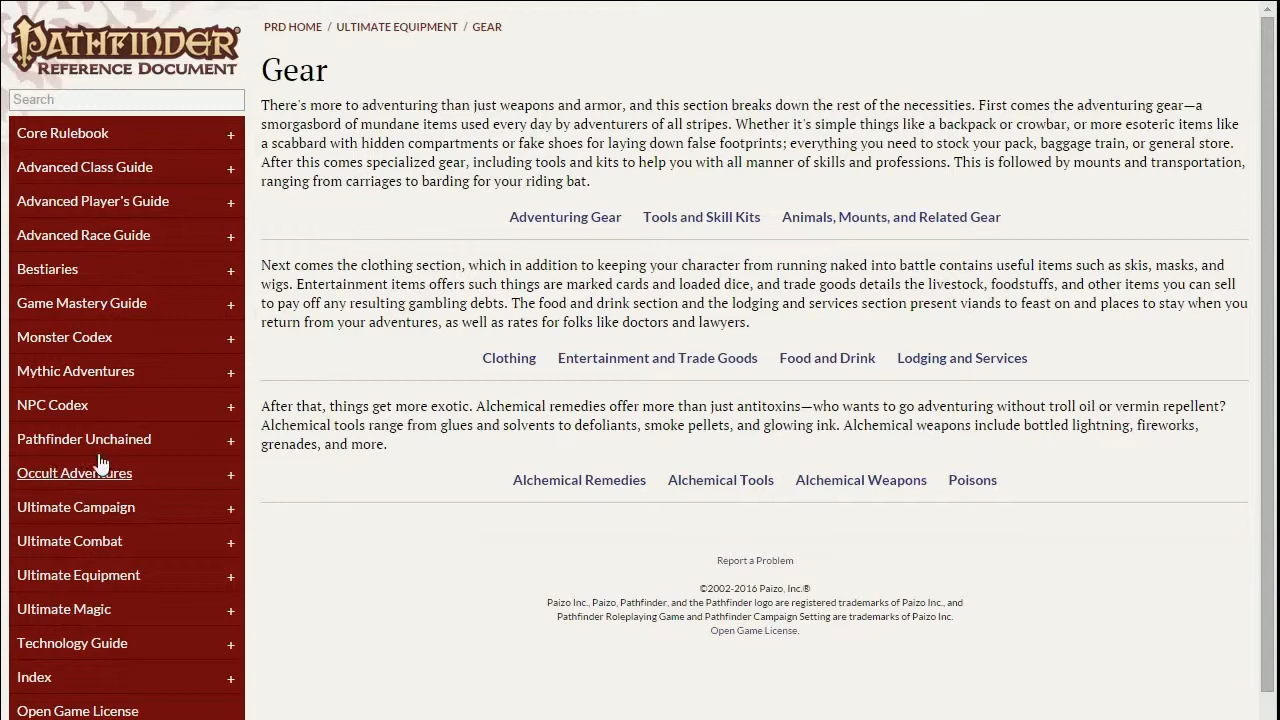 PATHFINDER
REFERENCE DOCUMENT
Search
Core Rulebook +
Advanced Class Guide +
Advanced Player's Guide +
Advanced Race Guide +
Bestiaries +
Game Mastery Guide +
Monster Codex +
Mythic Adventures +
NPC Codex +
Pathfinder Unchained +
Occult Adventures +
Ultimate Campaign +
Ultimate Combat +
Ultimate Equipment +
Ultimate Magic +
Technology Guide +
Index +
Open Game License
PRD HOME / ULTIMATE EQUIPMENT / GEAR
Gear
There's more to adventuring than just weapons and armor, and this section breaks down the rest of the necessities. First comes the adventuring gear—a
smorgasbord of mundane items used every day by adventurers of all stripes. Whether it's simple things like a backpack or crowbar, or more esoteric items like
a scabbard with hidden compartments or fake shoes for laying down false footprints; everything you need to stock your pack, baggage train, or general store.
After this comes specialized gear, including tools and kits to help you with all manner of skills and professions. This is followed by mounts and transportation,
ranging from carriages to barding for your riding bat.
Adventuring Gear Tools and Skill Kits Animals, Mounts, and Related Gear
Next comes the clothing section, which in addition to keeping your character from running naked into battle contains useful items such as skis, masks, and
wigs. Entertainment items offers such things are marked cards and loaded dice, and trade goods details the livestock, foodstuffs, and other items you can sell
to pay off any resulting gambling debts. The food and drink section and the lodging and services section present viands to feast on and places to stay when you
return from your adventures, as well as rates for folks like doctors and lawyers.
Clothing Entertainment and Trade Goods Food and Drink Lodging and Services
After that, things get more exotic. Alchemical remedies offer more than just antitoxins—who wants to go adventuring without troll oil or vermin repellent?
Alchemical tools range from glues and solvents to defoliants, smoke pellets, and glowing ink. Alchemical weapons include bottled lightning, fireworks,
grenades, and more.
Alchemical Remedies Alchemical Tools Alchemical Weapons Poisons
Report a Problem
©2002-2016 Paizo, Inc.®
Paizo Inc., Paizo, Pathfinder, and the Pathfinder logo are registered trademarks of Paizo Inc., and
Pathfinder Roleplaying Game and Pathfinder Campaign Setting are trademarks of Paizo Inc.
Open Game License.